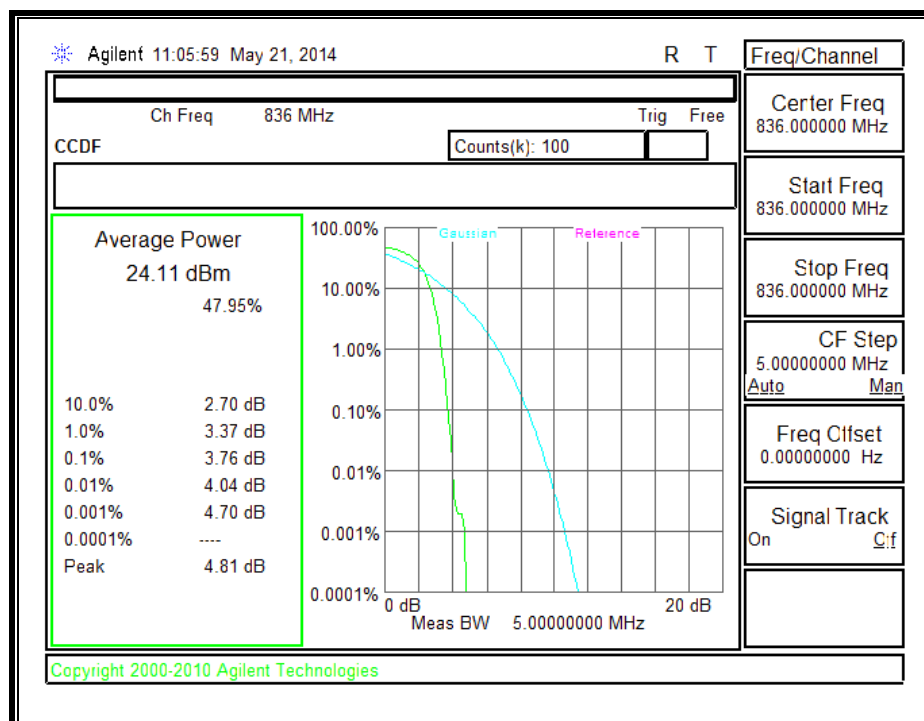 Agilent 11:05:59 May 21, 2014 R T
Ch Freq 836 MHz Trig Free
CCDF Counts(k): 100
Average Power
24.11 dBm
47.95%
10.0% 2.70 dB
1.0% 3.37 dB
0.1% 3.76 dB
0.01% 4.04 dB
0.001% 4.70 dB
0.0001% ----
Peak 4.81 dB
Gaussian Reference
100.00%
10.00%
1.00%
0.10%
0.01%
0.001%
0.0001%
0 dB 20 dB
Meas BW 5.00000000 MHz
Freq/Channel
Center Freq
836.000000 MHz
Start Freq
836.000000 MHz
Stop Freq
836.000000 MHz
CF Step
5.00000000 MHz
Auto Man
Freq Offset
0.00000000 Hz
Signal Track
On Off
Copyright 2000-2010 Agilent Technologies